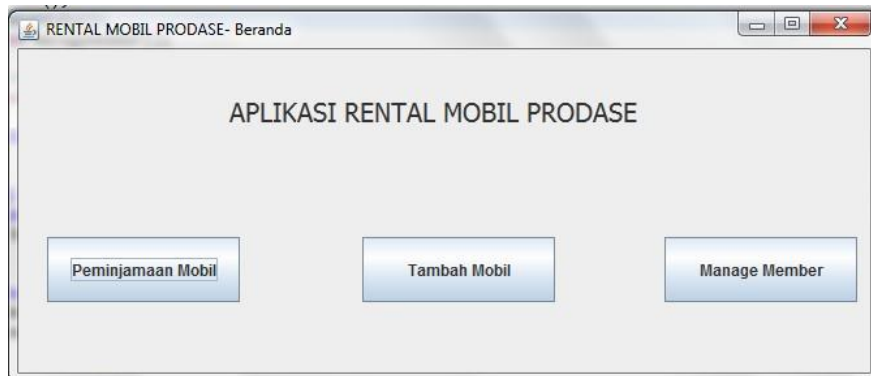 RENTAL MOBIL PRODASE- Beranda
APLIKASI RENTAL MOBIL PRODASE
Peminjamaan Mobil
Tambah Mobil
Manage Member